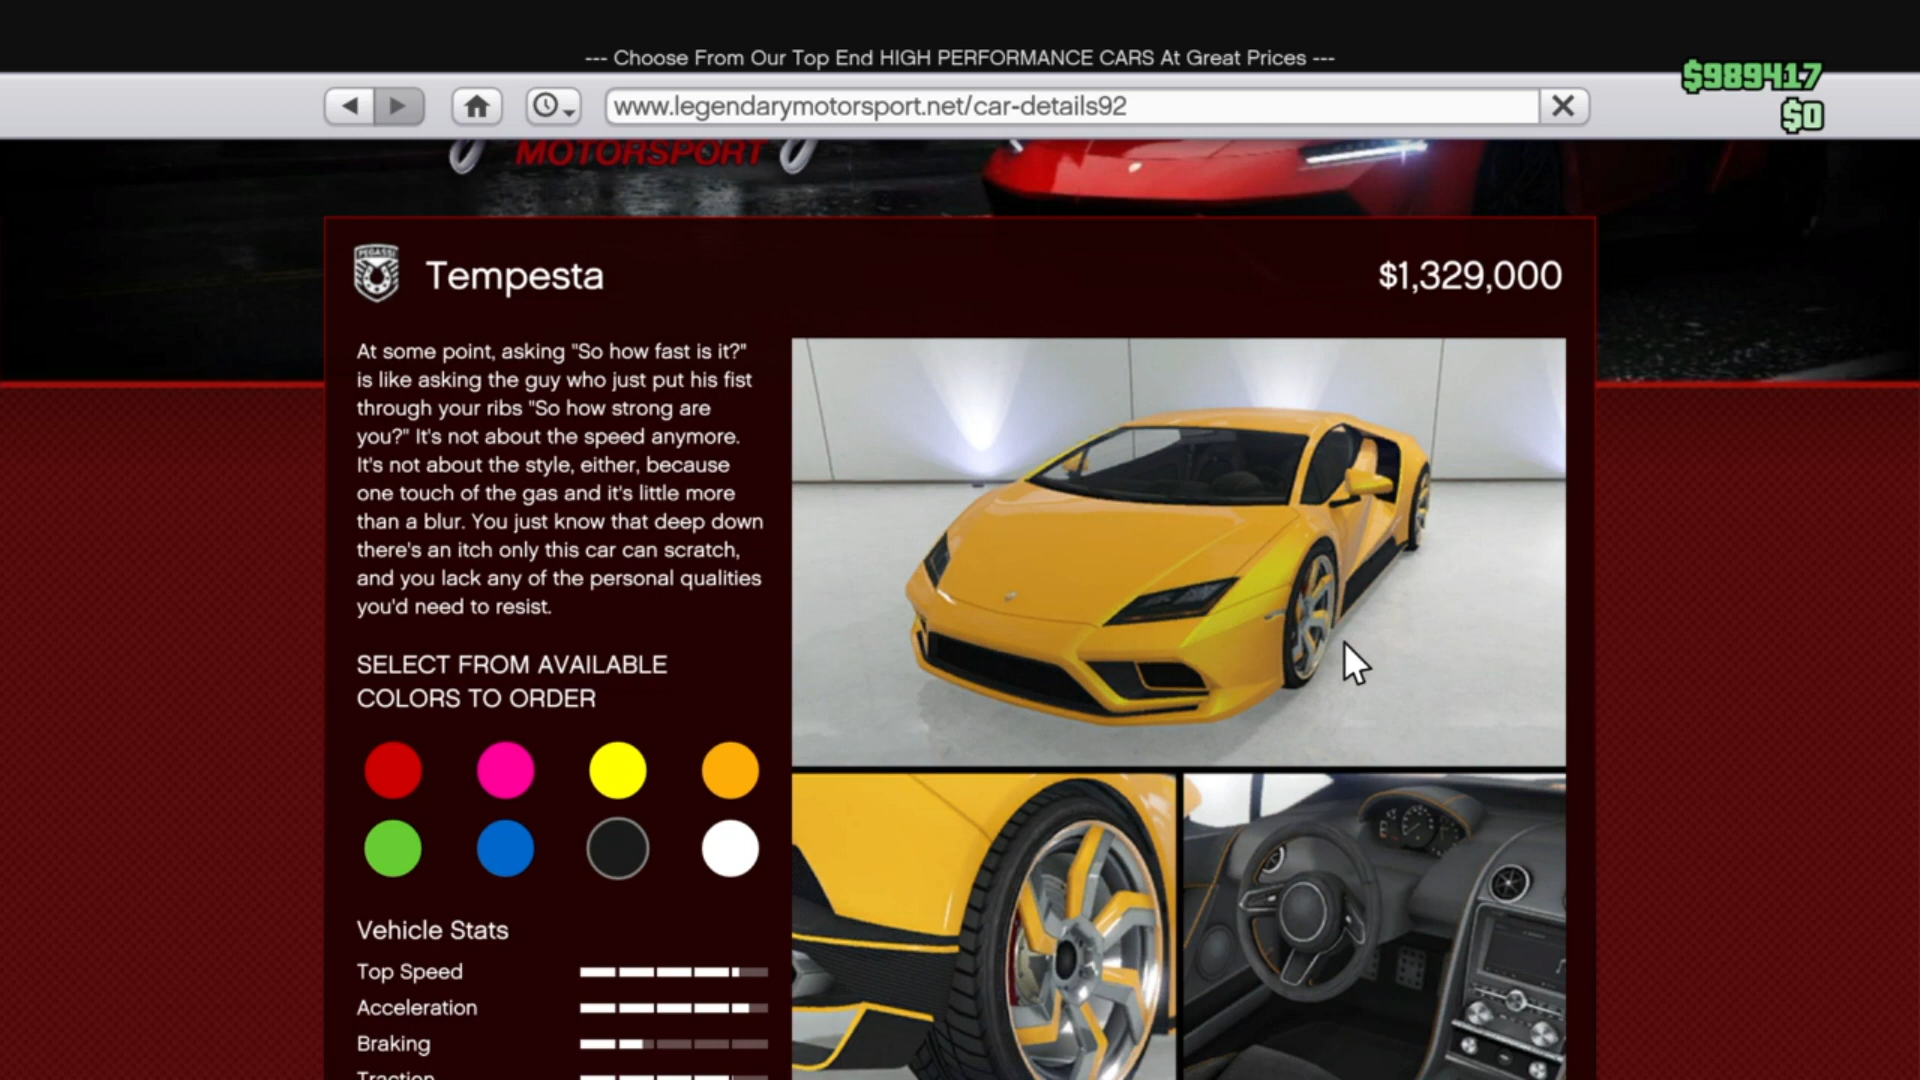 --- Choose From Our Top End HIGH PERFORMANCE CARS At Great Prices ---
$989417
www.legendarymotorsport.net/car-details92
$0
MOTORSPORT
PEGASSI
Tempesta
$1,329,000
At some point, asking "So how fast is it?"
is like asking the guy who just put his fist
through your ribs "So how strong are
you?" It's not about the speed anymore.
It's not about the style, either, because
one touch of the gas and it's little more
than a blur. You just know that deep down
there's an itch only this car can scratch,
and you lack any of the personal qualities
you'd need to resist.
SELECT FROM AVAILABLE
COLORS TO ORDER
Vehicle Stats
Top Speed
Acceleration
Braking
Traction